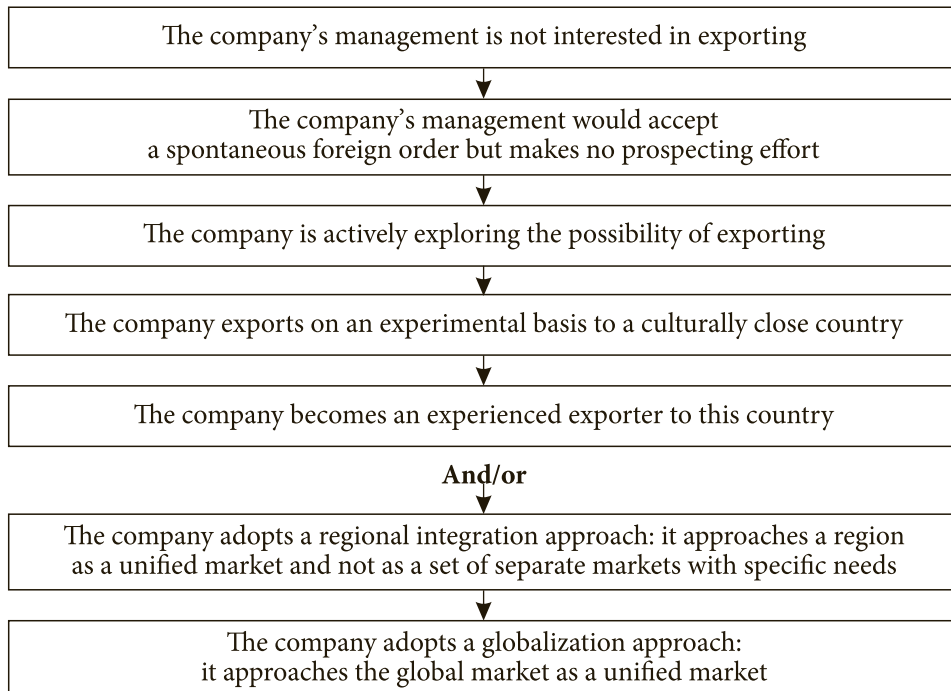 The company’s management is not interested in exporting
The company’s management would accept
a spontaneous foreign order but makes no prospecting effort
The company is actively exploring the possibility of exporting
The company exports on an experimental basis to a culturally close country
The company becomes an experienced exporter to this country
And/or
The company adopts a regional integration approach: it approaches a region
as a unified market and not as a set of separate markets with specific needs
The company adopts a globalization approach:
it approaches the global market as a unified market